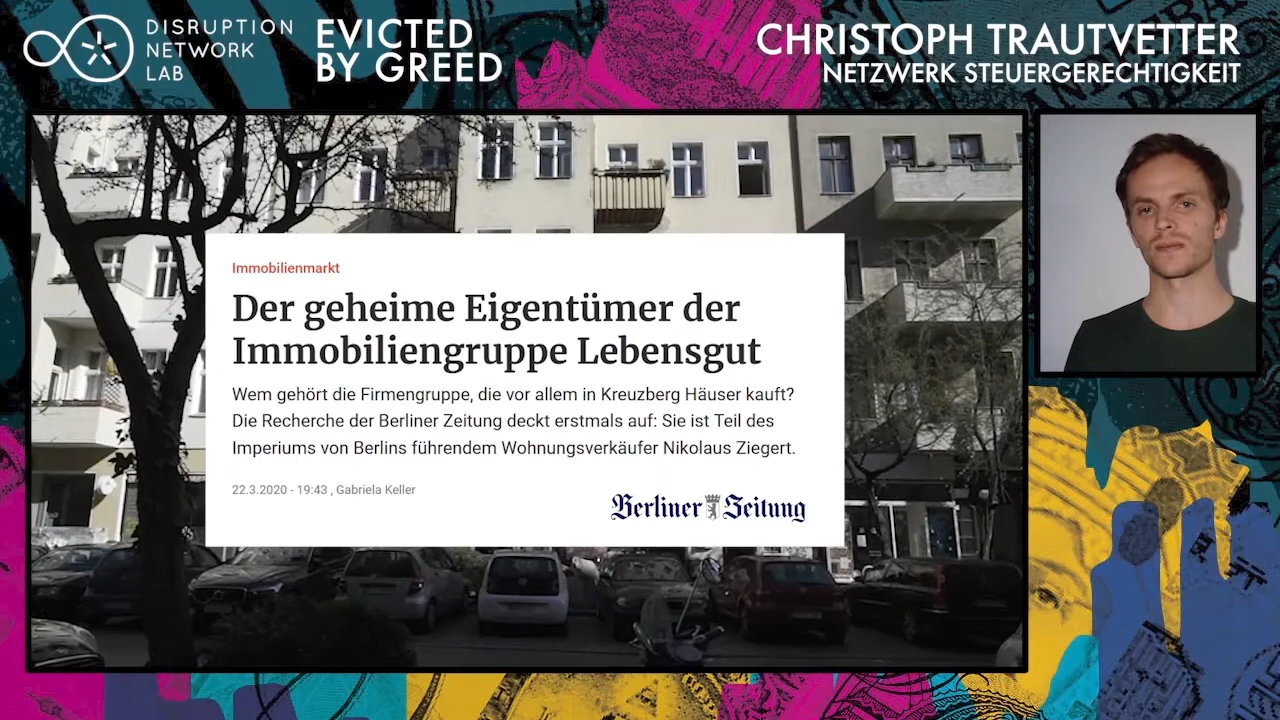 DISRUPTION
NETWORK
LAB
EVICTED
BY GREED
CHRISTOPH TRAUTVETTER
NETZWERK STEUERGERECHTIGKEIT
Immobilienmarkt
Der geheime Eigentümer der
Immobiliengruppe Lebensgut
Wem gehört die Firmengruppe, die vor allem in Kreuzberg Häuser kauft?
Die Recherche der Berliner Zeitung deckt erstmals auf: Sie ist Teil des
Imperiums von Berlins führendem Wohnungsverkäufer Nikolaus Ziegert.
22.3.2020 - 19:43 , Gabriela Keller
Berliner Zeitung